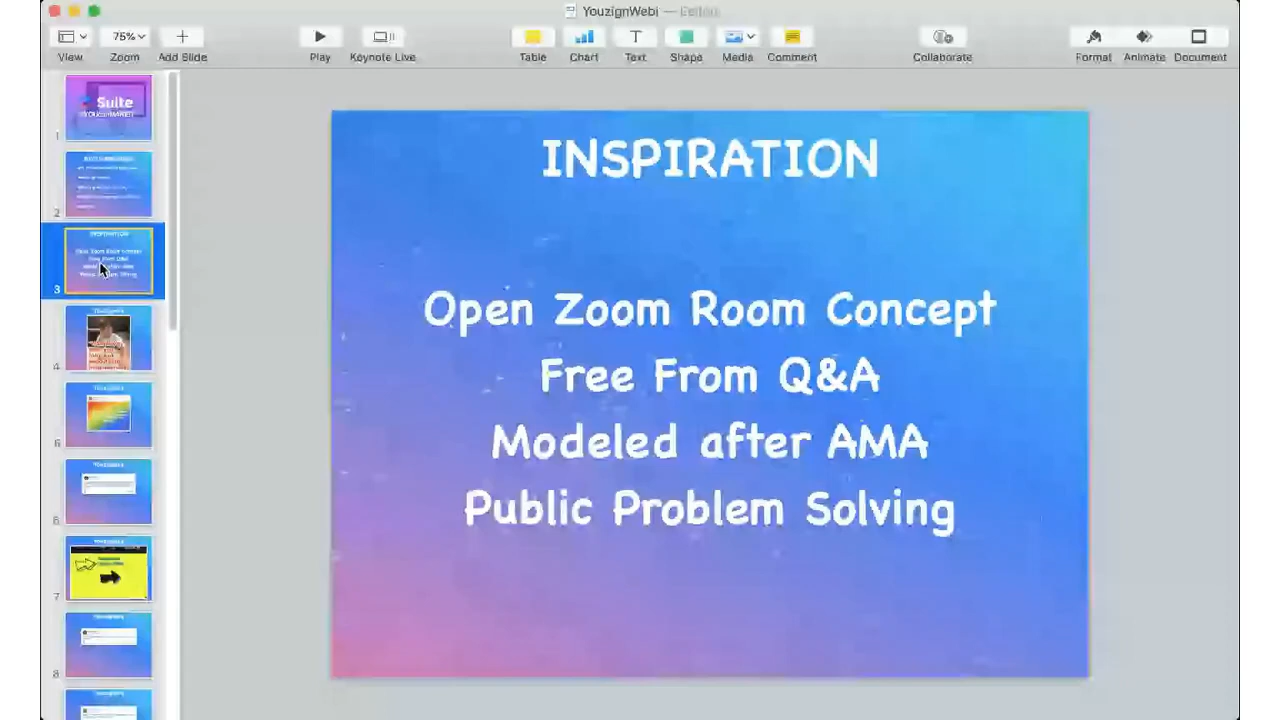 YouzignWebi — Edited
View
75%
Zoom
Add Slide
Play
Keynote Live
Table
Chart
Text
Shape
Media
Comment
Collaborate
Format
Animate
Document
Suite
1
2
INSPIRATION
3
4
6
7
8
INSPIRATION
Open Zoom Room Concept
Free From Q&A
Modeled after AMA
Public Problem Solving